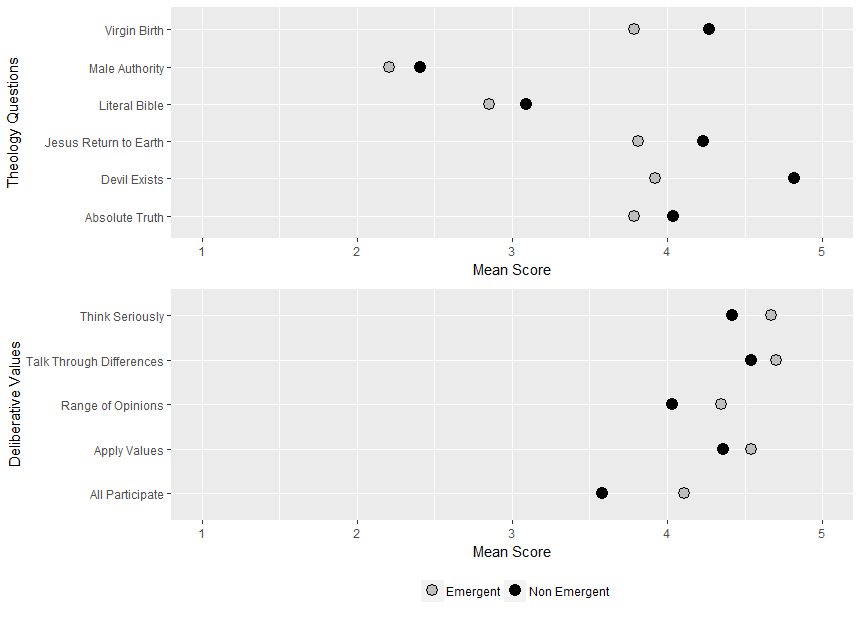 Theology Questions
Virgin Birth
Male Authority
Literal Bible
Jesus Return to Earth
Devil Exists
Absolute Truth
1 2 3 4 5
Mean Score
Deliberative Values
Think Seriously
Talk Through Differences
Range of Opinions
Apply Values
All Participate
1 2 3 4 5
Mean Score
Emergent Non Emergent